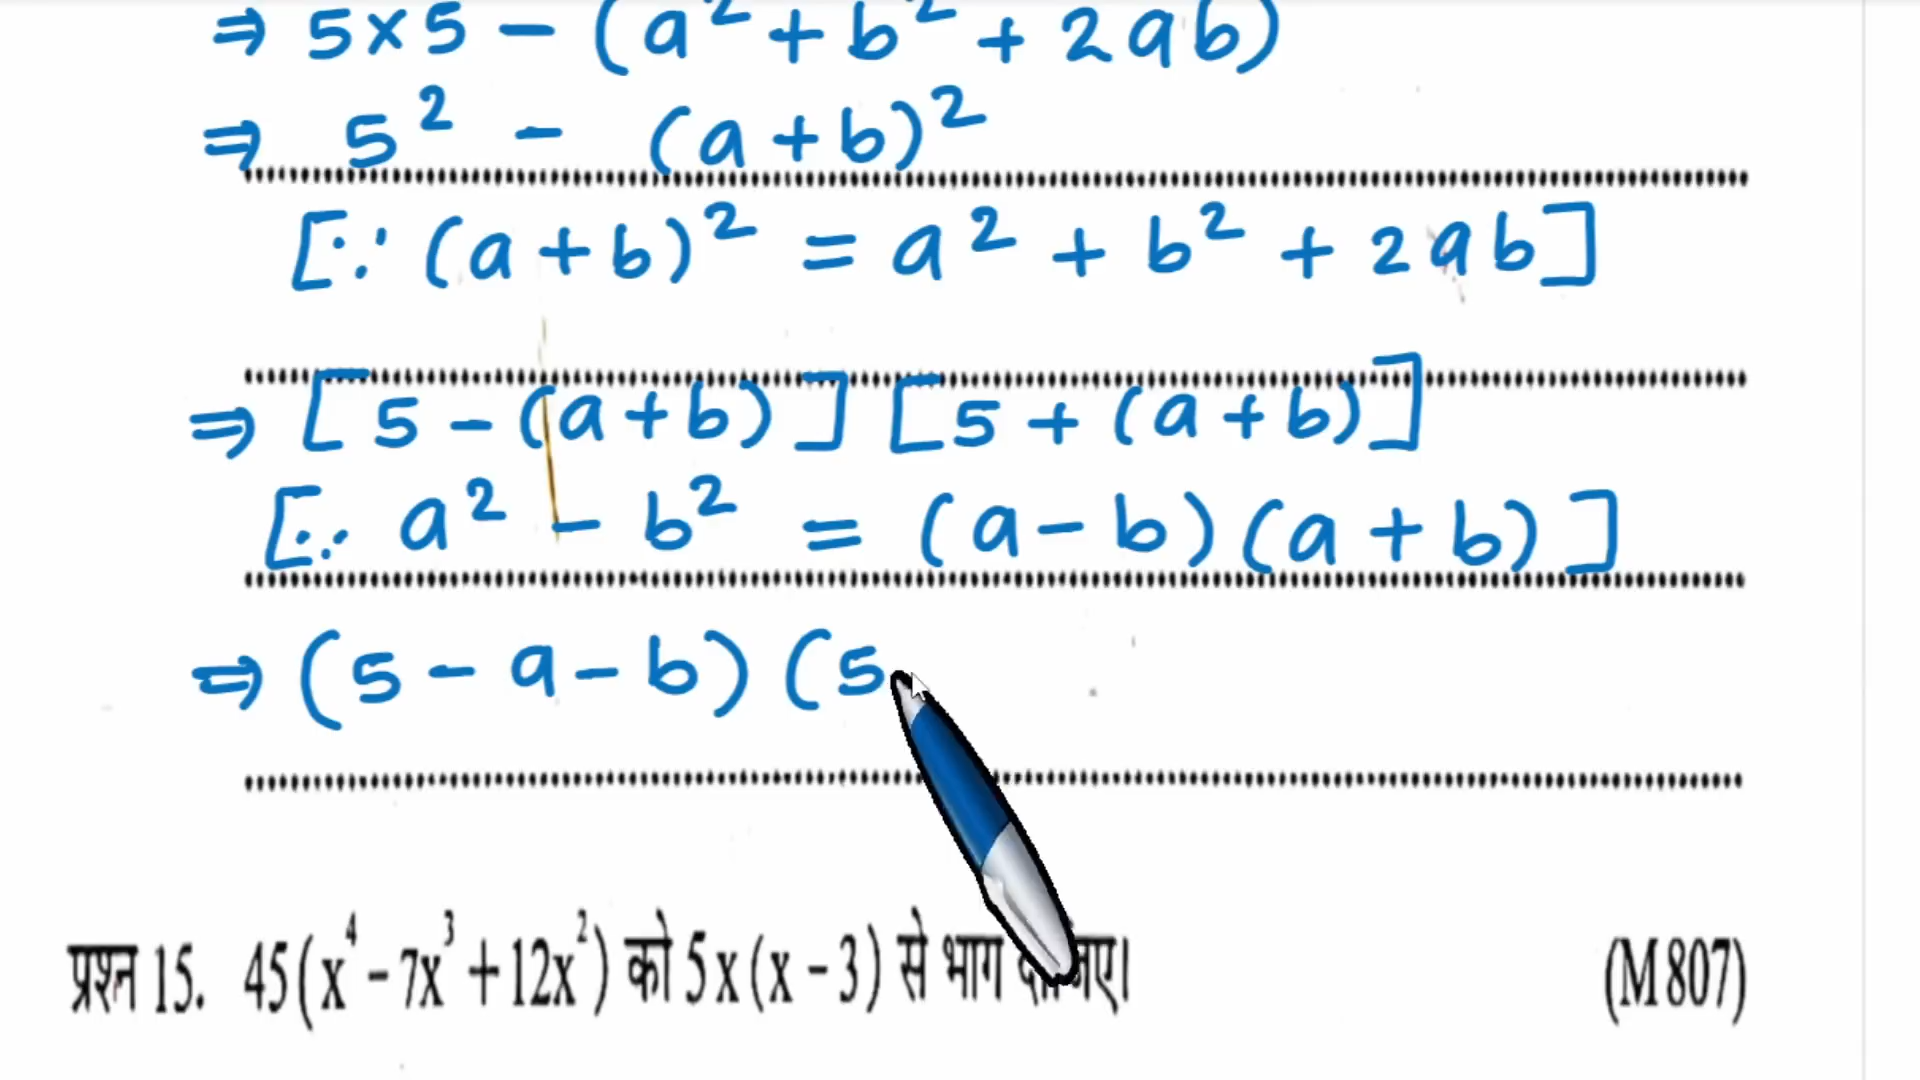 ⇒ 5×5 − (a² + b² + 2ab)
⇒ 5² − (a+b)²
[∵ (a+b)² = a² + b² + 2ab]
⇒ [5 − (a+b)] [5 + (a+b)]
[∵ a² − b² = (a−b)(a+b)]
⇒ (5 − a − b) (5
प्रश्न 15. 45(x⁴ − 7x³ + 12x²) को 5x(x − 3) से भाग (M807)